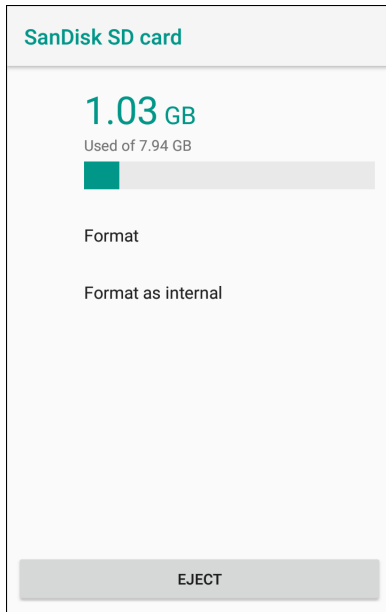 SanDisk SD card
1.03 GB
Used of 7.94 GB
Format
Format as internal
EJECT